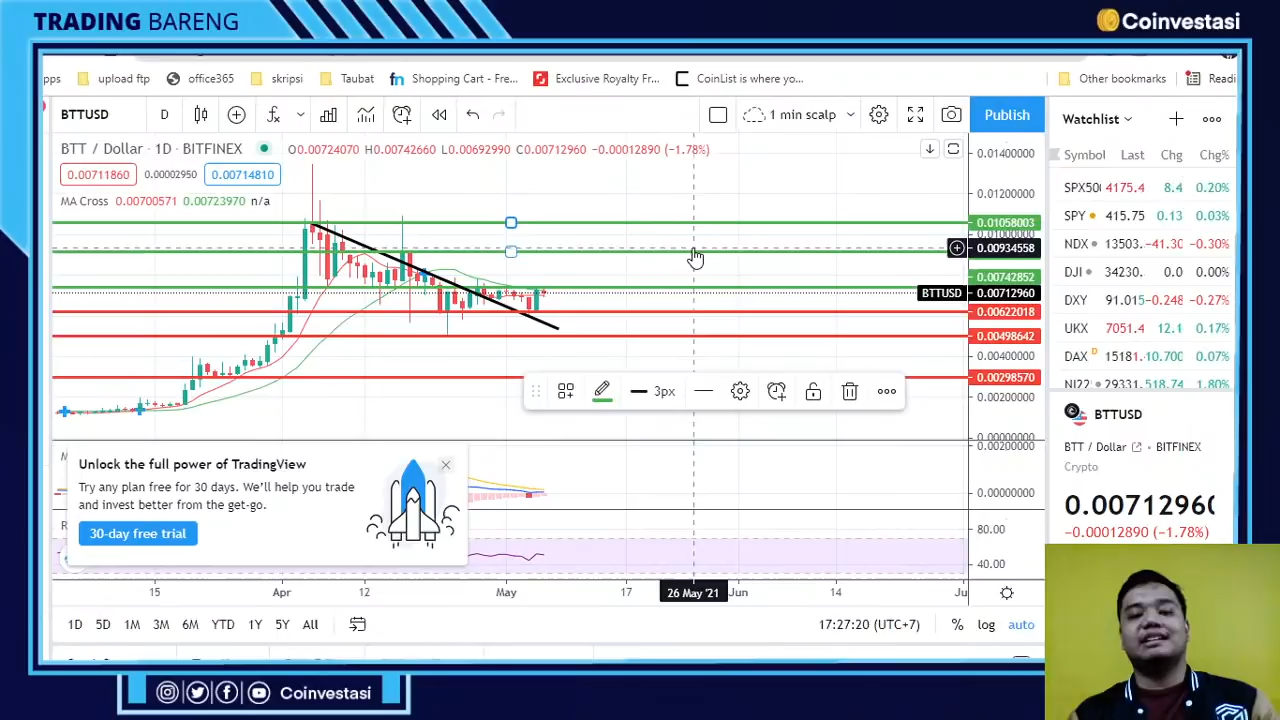 TRADING BARENG
Coinvestasi
upload ftp
office365
skripsi
Taubat
Shopping Cart - Fre...
Exclusive Royalty Fr...
CoinList is where yo...
Other bookmarks
BTTUSD
D
1 min scalp
Publish
Watchlist
BTT / Dollar · 1D · BITFINEX
O0.00724070 H0.00742660 L0.00692990 C0.00712960 −0.00012890 (−1.78%)
0.00711860
0.00002950
0.00714810
MA Cross 0.00700571 0.00723970 n/a
0.01400000
0.01200000
0.01058003
0.00934558
0.00742852
BTTUSD
0.00712960
0.00622018
0.00498642
0.00400000
0.00298570
0.00200000
0.00200000
0.00000000
80.00
40.00
3px
Symbol Last Chg Chg%
SPY 415.75 0.13 0.03%
NDX 13503. -41.30 -0.30%
DJI 34230. 0.0 0.00%
DXY 91.015 -0.248 -0.27%
UKX 7051.4 12.1 0.17%
DAX D 15181. -10.700 0.07%
BTTUSD
BTT / Dollar · BITFINEX
Crypto
−0.00012890 (−1.78%)
Unlock the full power of TradingView
Try any plan free for 30 days. We'll help you trade
and invest better from the get-go.
30-day free trial
15
Apr
12
May
17
26 May '21
Jun
14
1D 5D 1M 3M 6M YTD 1Y 5Y All
17:27:20 (UTC+7)
%
log
auto
Coinvestasi